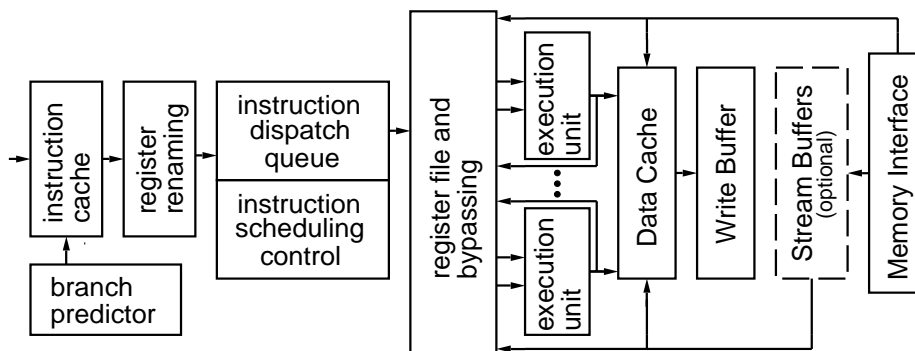 instruction
cache
branch
predictor
register
renaming
instruction
dispatch
queue
instruction
scheduling
control
register file and
bypassing
execution
unit
execution
unit
Data Cache
Write Buffer
Stream Buffers
(optional)
Memory Interface